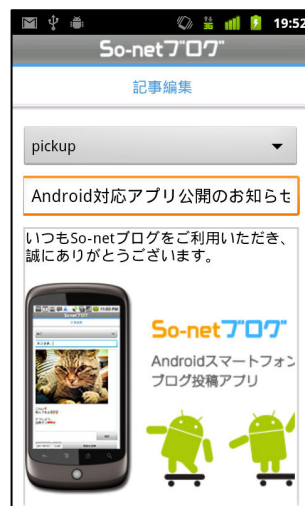 19:52
So-netブログ
記事編集
pickup
Android対応アプリ公開のお知らせ
いつもSo-netブログをご利用いただき、
誠にありがとうございます。
So-netブログ
Androidスマートフォン
ブログ投稿アプリ